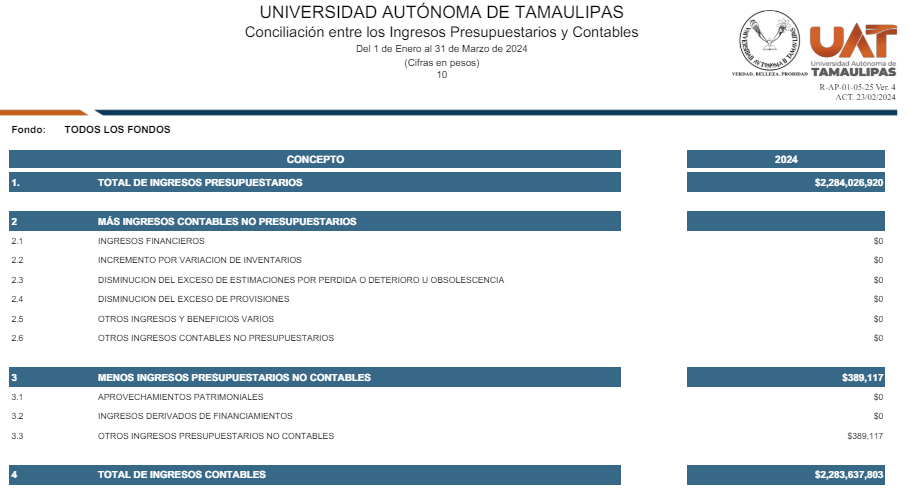 UNIVERSIDAD AUTÓNOMA DE TAMAULIPAS
Conciliación entre los Ingresos Presupuestarios y Contables
Del 1 de Enero al 31 de Marzo de 2024
(Cifras en pesos)
10
UNIVERSIDAD AUTONOMA DE TAMAULIPAS
VERDAD, BELLEZA, PROBIDAD
UAT
Universidad Autónoma de
TAMAULIPAS
R-AP-01-05-25 Ver. 4
ACT. 23/02/2024
Fondo: TODOS LOS FONDOS
CONCEPTO 2024
1. TOTAL DE INGRESOS PRESUPUESTARIOS $2,284,026,920
2 MÁS INGRESOS CONTABLES NO PRESUPUESTARIOS
2.1 INGRESOS FINANCIEROS $0
2.2 INCREMENTO POR VARIACION DE INVENTARIOS $0
2.3 DISMINUCION DEL EXCESO DE ESTIMACIONES POR PERDIDA O DETERIORO U OBSOLESCENCIA $0
2.4 DISMINUCION DEL EXCESO DE PROVISIONES $0
2.5 OTROS INGRESOS Y BENEFICIOS VARIOS $0
2.6 OTROS INGRESOS CONTABLES NO PRESUPUESTARIOS $0
3 MENOS INGRESOS PRESUPUESTARIOS NO CONTABLES $389,117
3.1 APROVECHAMIENTOS PATRIMONIALES $0
3.2 INGRESOS DERIVADOS DE FINANCIAMIENTOS $0
3.3 OTROS INGRESOS PRESUPUESTARIOS NO CONTABLES $389,117
4 TOTAL DE INGRESOS CONTABLES $2,283,637,803